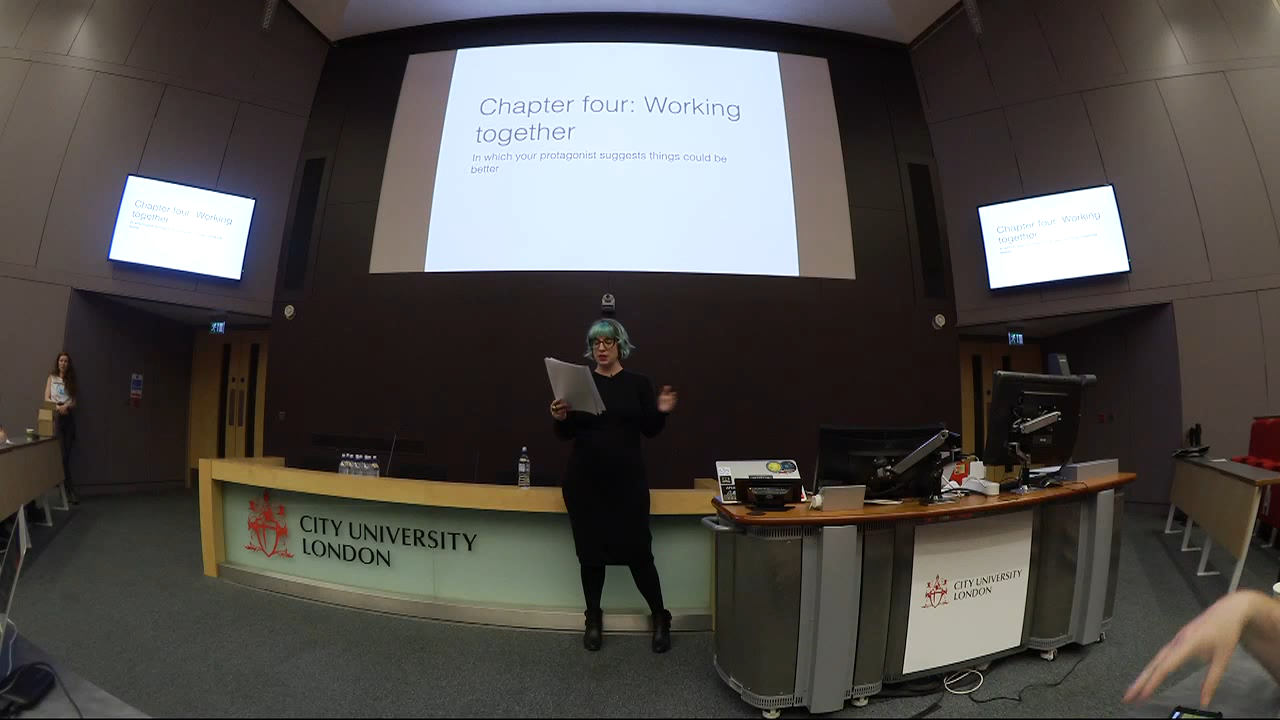 Chapter four: Working
together
In which your protagonist suggests things could be
better
Chapter four: Working
together
Chapter four: Working
together
CITY UNIVERSITY
LONDON
CITY UNIVERSITY
LONDON